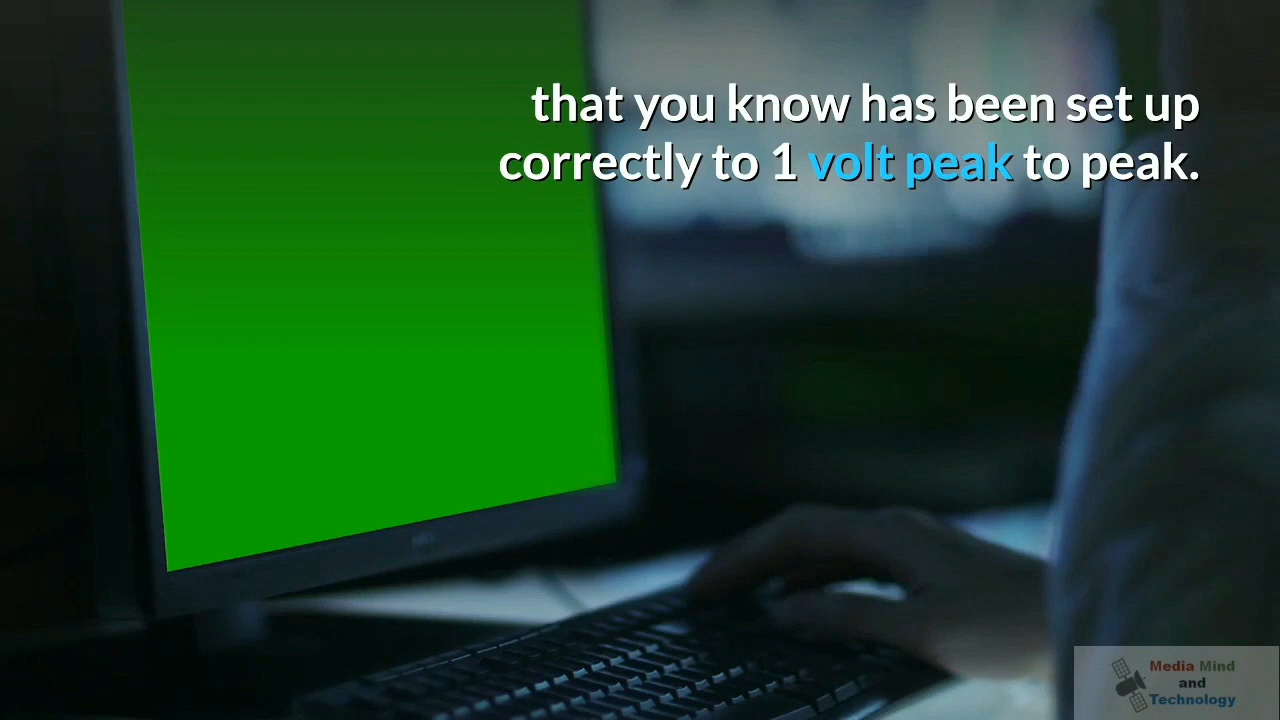 that you know has been set up
correctly to 1 volt peak to peak.
Media Mind
and
Technology